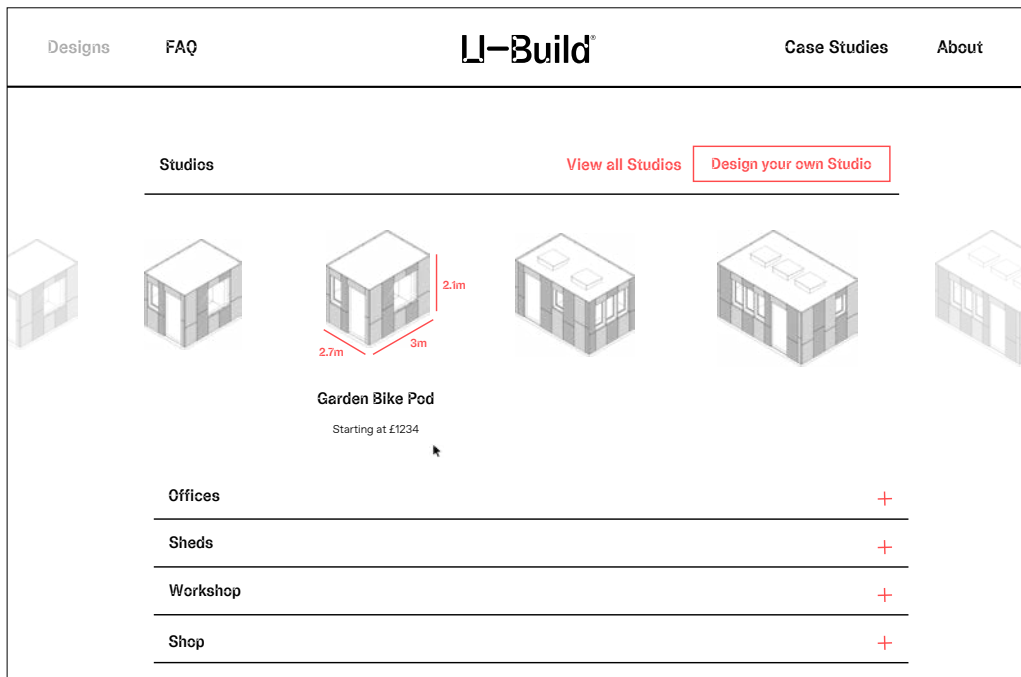 Designs FAQ U-Build® Case Studies About
Studios View all Studios Design your own Studio
2.1m
2.7m 3m
Garden Bike Pod
Starting at £1234
Offices +
Sheds +
Workshop +
Shop +